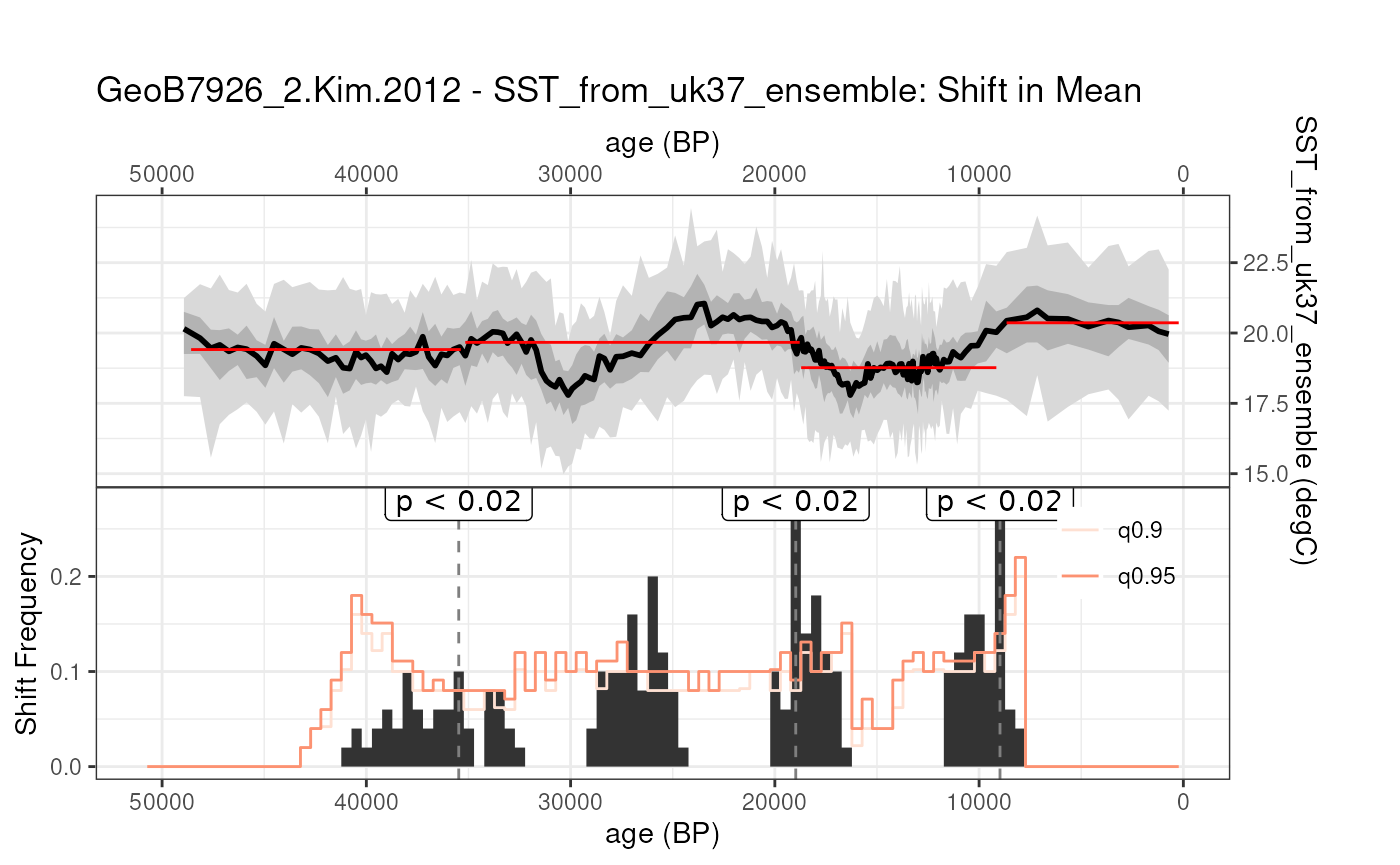 GeoB7926_2.Kim.2012 - SST_from_uk37_ensemble: Shift in Mean
age (BP)
50000 40000 30000 20000 10000 0
SST_from_uk37_ensemble (degC)
22.5
20.0
17.5
15.0
p < 0.02 p < 0.02 p < 0.02
q0.9
q0.95
Shift Frequency
0.2
0.1
0.0
50000 40000 30000 20000 10000 0
age (BP)